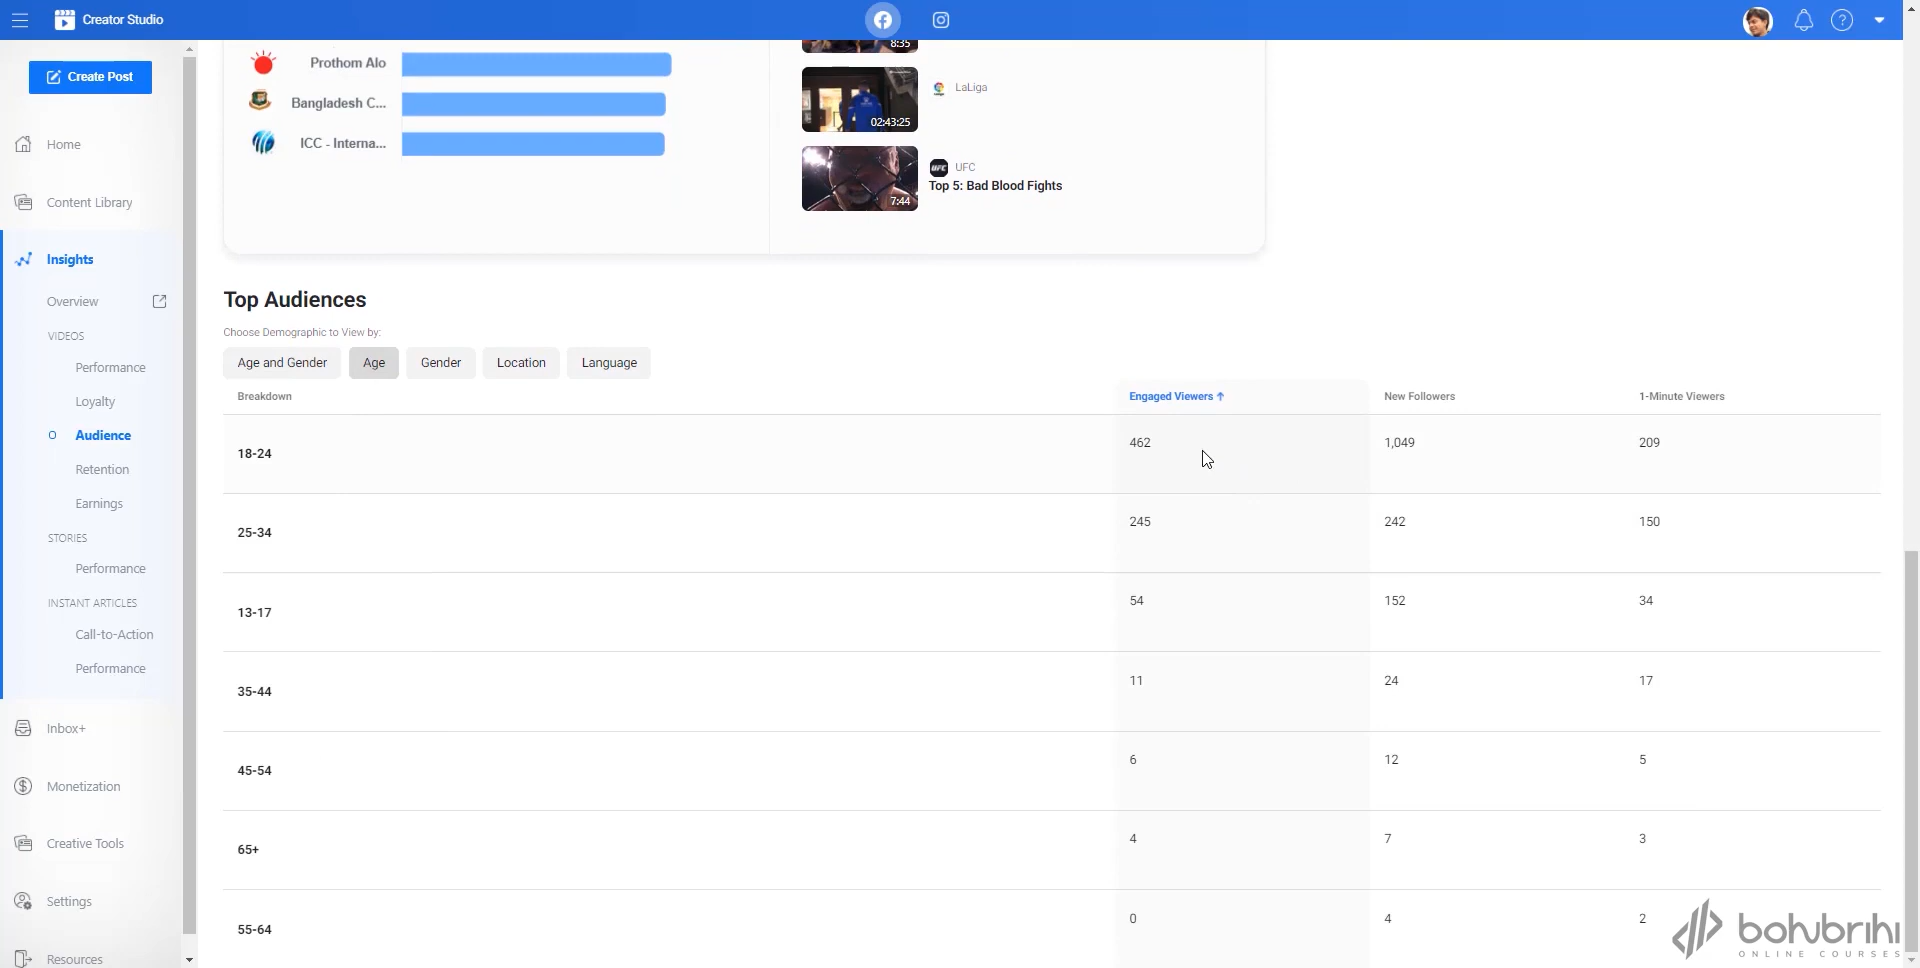 Creator Studio
Create Post
Home
Content Library
Insights
Overview
VIDEOS
Performance
Loyalty
Audience
Retention
Earnings
STORIES
Performance
INSTANT ARTICLES
Call-to-Action
Performance
Inbox+
Monetization
Creative Tools
Settings
Resources
Prothom Alo
Bangladesh C...
ICC - Interna...
8:35
02:43:25
LaLiga
7:44
UFC
UFC
Top 5: Bad Blood Fights
Top Audiences
Choose Demographic to View by:
Age and Gender Age Gender Location Language
Breakdown Engaged Viewers New Followers 1-Minute Viewers
18-24 462 1,049 209
25-34 245 242 150
13-17 54 152 34
35-44 11 24 17
45-54 6 12 5
65+ 4 7 3
55-64 0 4 2
bohubrihi
ONLINE COURSES